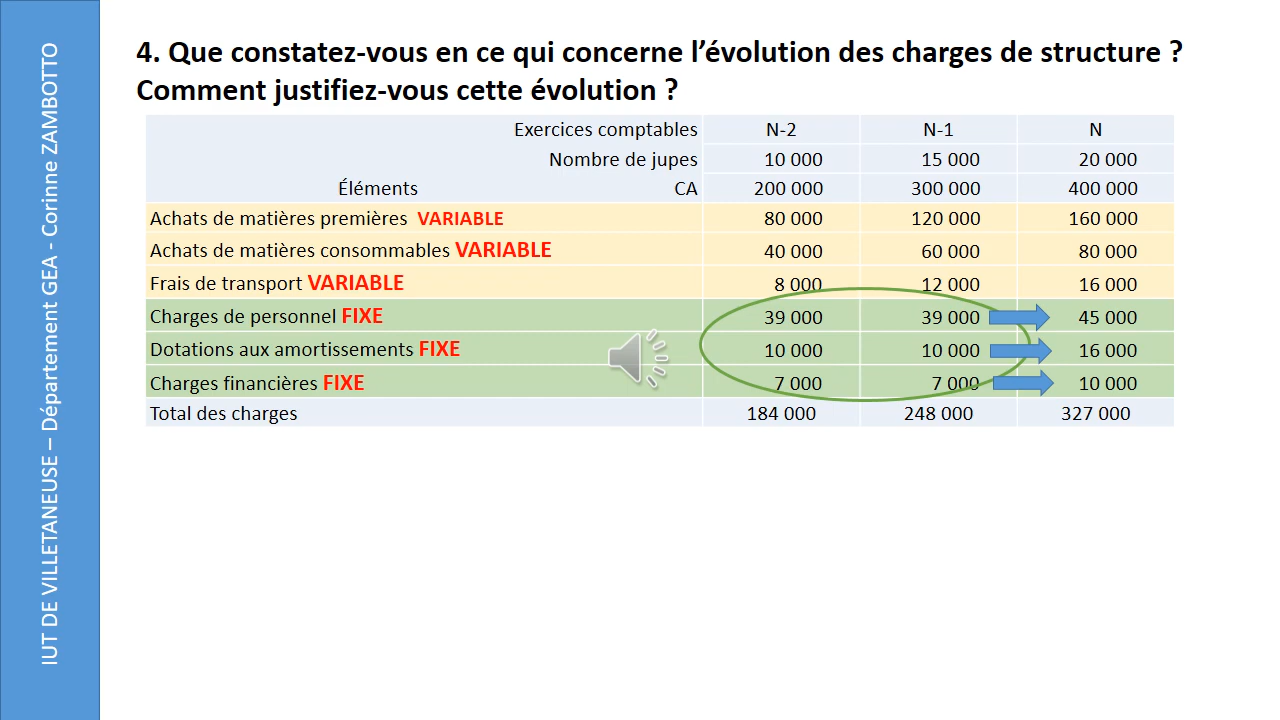 IUT DE VILLETANEUSE – Département GEA - Corinne ZAMBOTTO
4. Que constatez-vous en ce qui concerne l’évolution des charges de structure ?
Comment justifiez-vous cette évolution ?
Exercices comptables N-2 N-1 N
Nombre de jupes 10 000 15 000 20 000
Éléments CA 200 000 300 000 400 000
Achats de matières premières VARIABLE 80 000 120 000 160 000
Achats de matières consommables VARIABLE 40 000 60 000 80 000
Frais de transport VARIABLE 8 000 12 000 16 000
Charges de personnel FIXE 39 000 39 000 45 000
Dotations aux amortissements FIXE 10 000 10 000 16 000
Charges financières FIXE 7 000 7 000 10 000
Total des charges 184 000 248 000 327 000